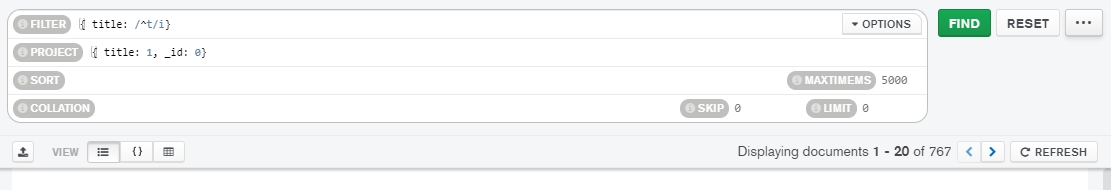 FILTER { title: /^t/i} OPTIONS FIND RESET ...
PROJECT { title: 1, _id: 0}
SORT MAXTIMEMS 5000
COLLATION SKIP 0 LIMIT 0
VIEW {} Displaying documents 1 - 20 of 767 < > REFRESH